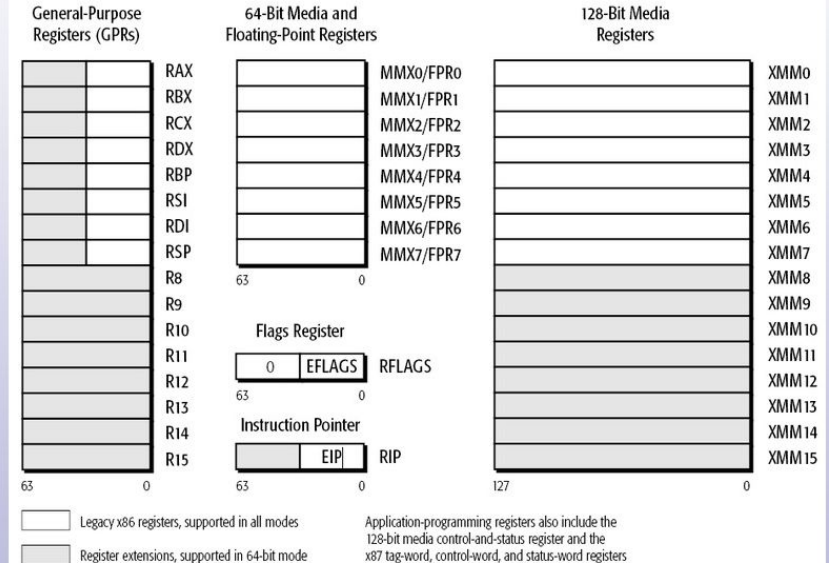 General-Purpose
Registers (GPRs)
RAX
RBX
RCX
RDX
RBP
RSI
RDI
RSP
R8
R9
R10
R11
R12
R13
R14
R15
63 0
64-Bit Media and
Floating-Point Registers
MMX0/FPR0
MMX1/FPR1
MMX2/FPR2
MMX3/FPR3
MMX4/FPR4
MMX5/FPR5
MMX6/FPR6
MMX7/FPR7
63 0
Flags Register
0 EFLAGS RFLAGS
63 0
Instruction Pointer
EIP RIP
63 0
128-Bit Media
Registers
XMM0
XMM1
XMM2
XMM3
XMM4
XMM5
XMM6
XMM7
XMM8
XMM9
XMM10
XMM11
XMM12
XMM13
XMM14
XMM15
127 0
Legacy x86 registers, supported in all modes
Register extensions, supported in 64-bit mode
Application-programming registers also include the
128-bit media control-and-status register and the
x87 tag-word, control-word, and status-word registers